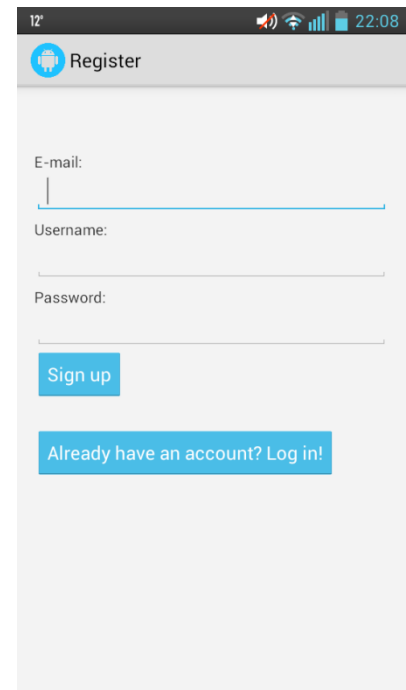 12° 22:08
Register
E-mail:
Username:
Password:
Sign up
Already have an account? Log in!